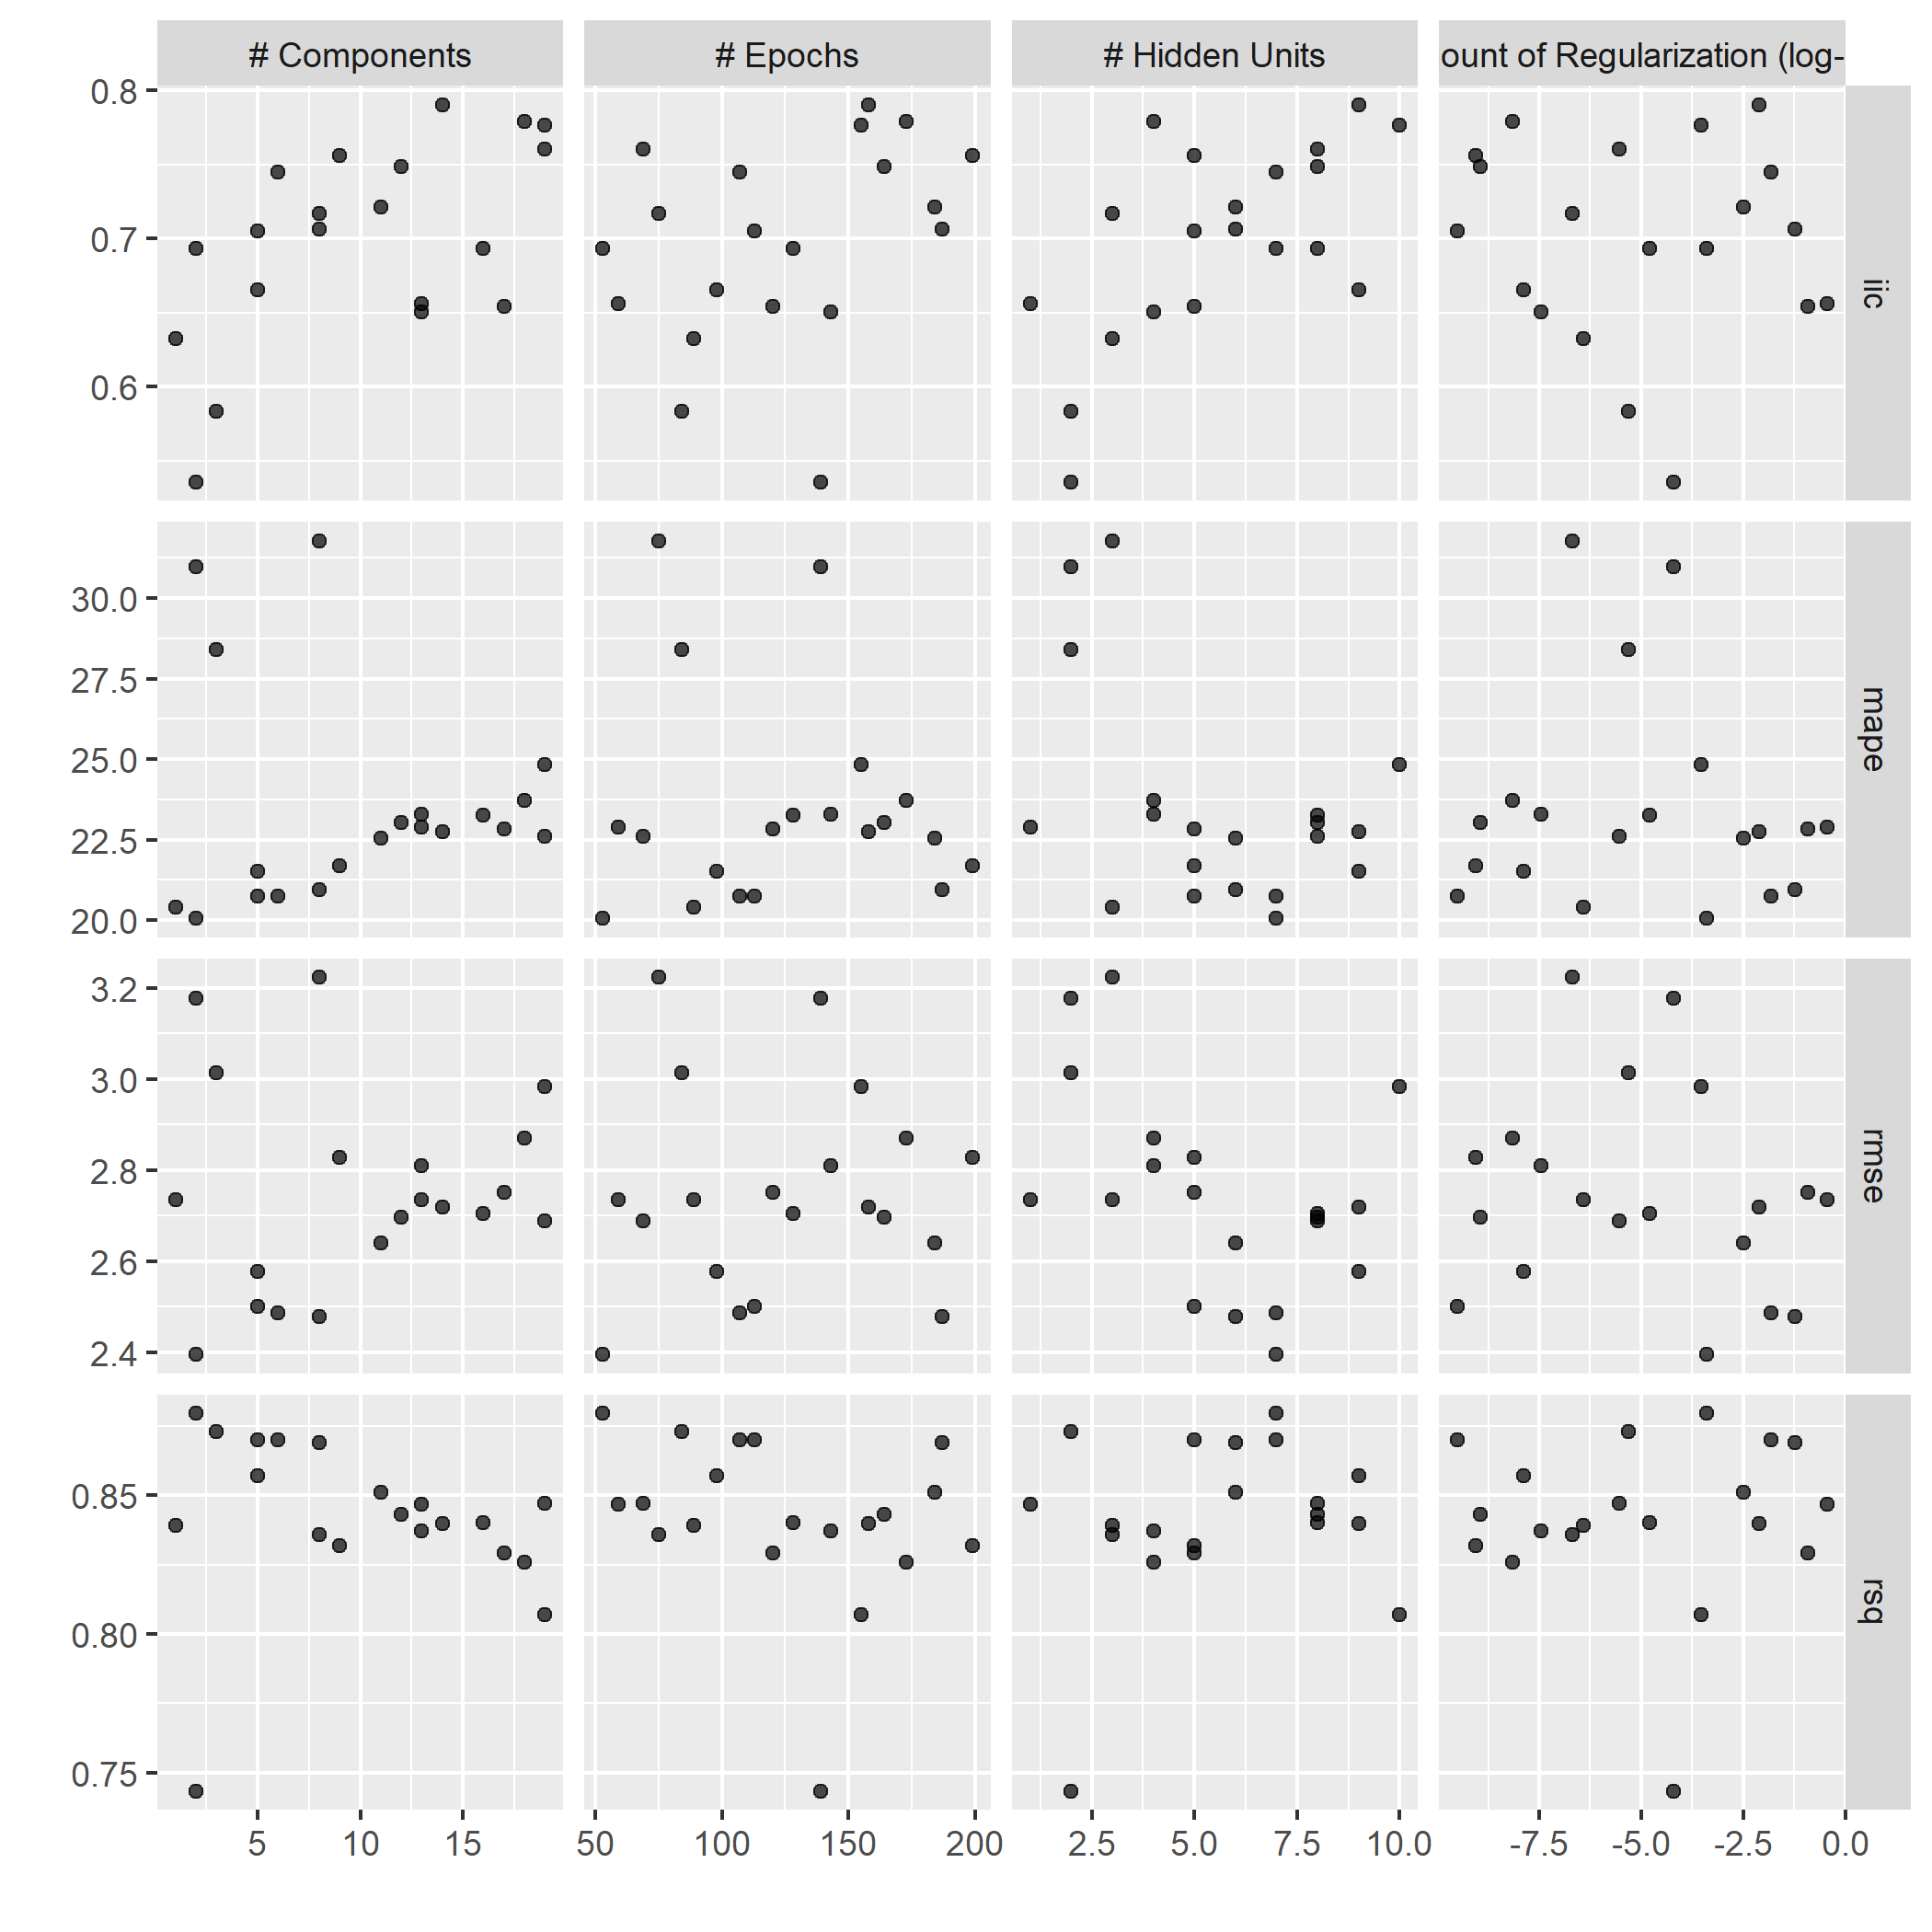 # Components
# Epochs
# Hidden Units
ount of Regularization (log-
0.8
0.7
0.6
iic
30.0
27.5
25.0
22.5
20.0
mape
3.2
3.0
2.8
2.6
2.4
rmse
0.85
0.80
0.75
rsq
5 10 15
50 100 150 200
2.5 5.0 7.5 10.0
-7.5 -5.0 -2.5 0.0